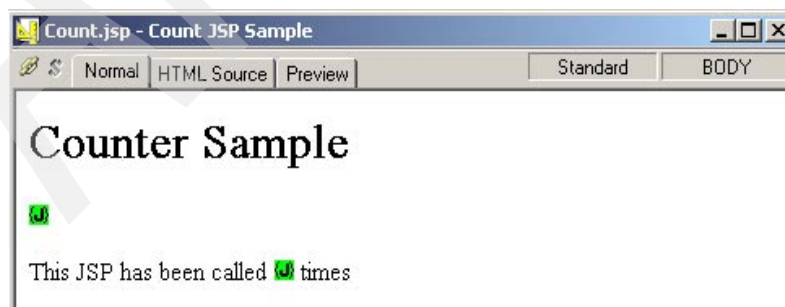 Count.jsp - Count JSP Sample
S Normal HTML Source Preview Standard BODY
Counter Sample
{J}
This JSP has been called {J} times